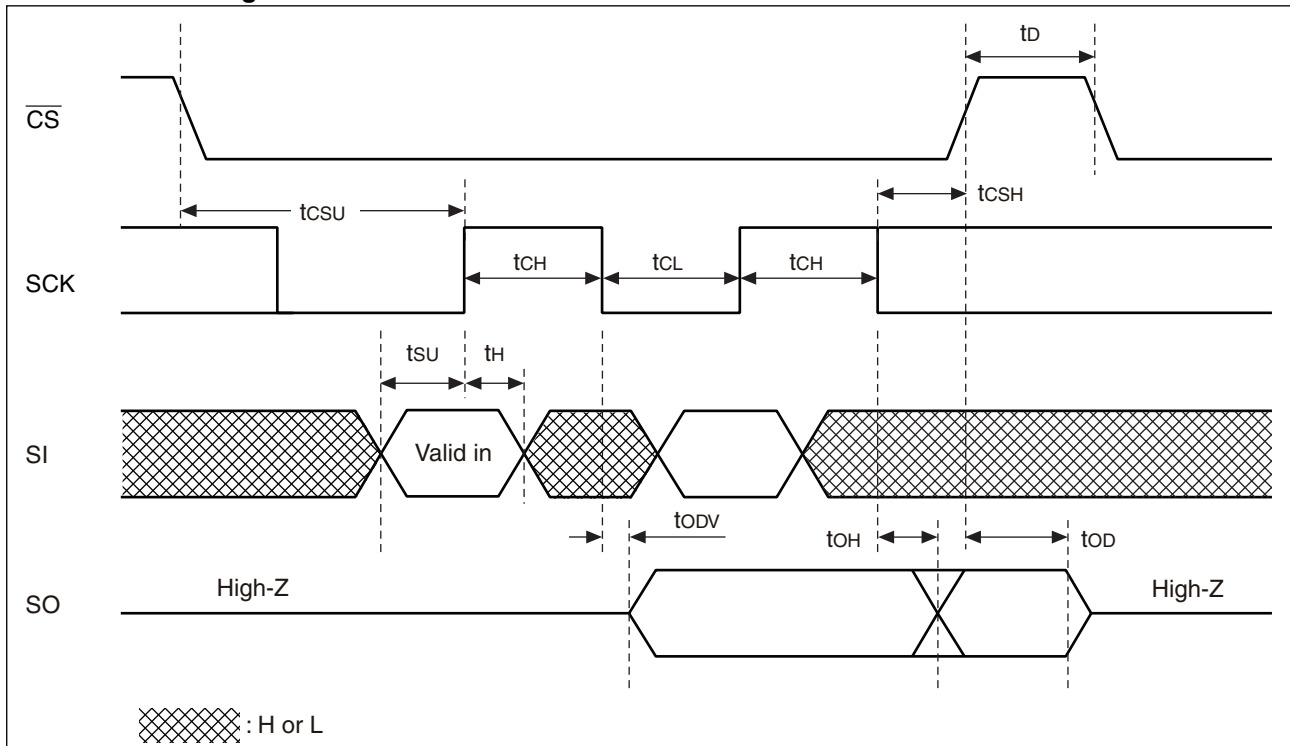 tD
CS
tCSU
tCSH
SCK
tCH
tCL
tCH
tSU
tH
SI
Valid in
tODV
tOH
tOD
SO
High-Z
High-Z
: H or L